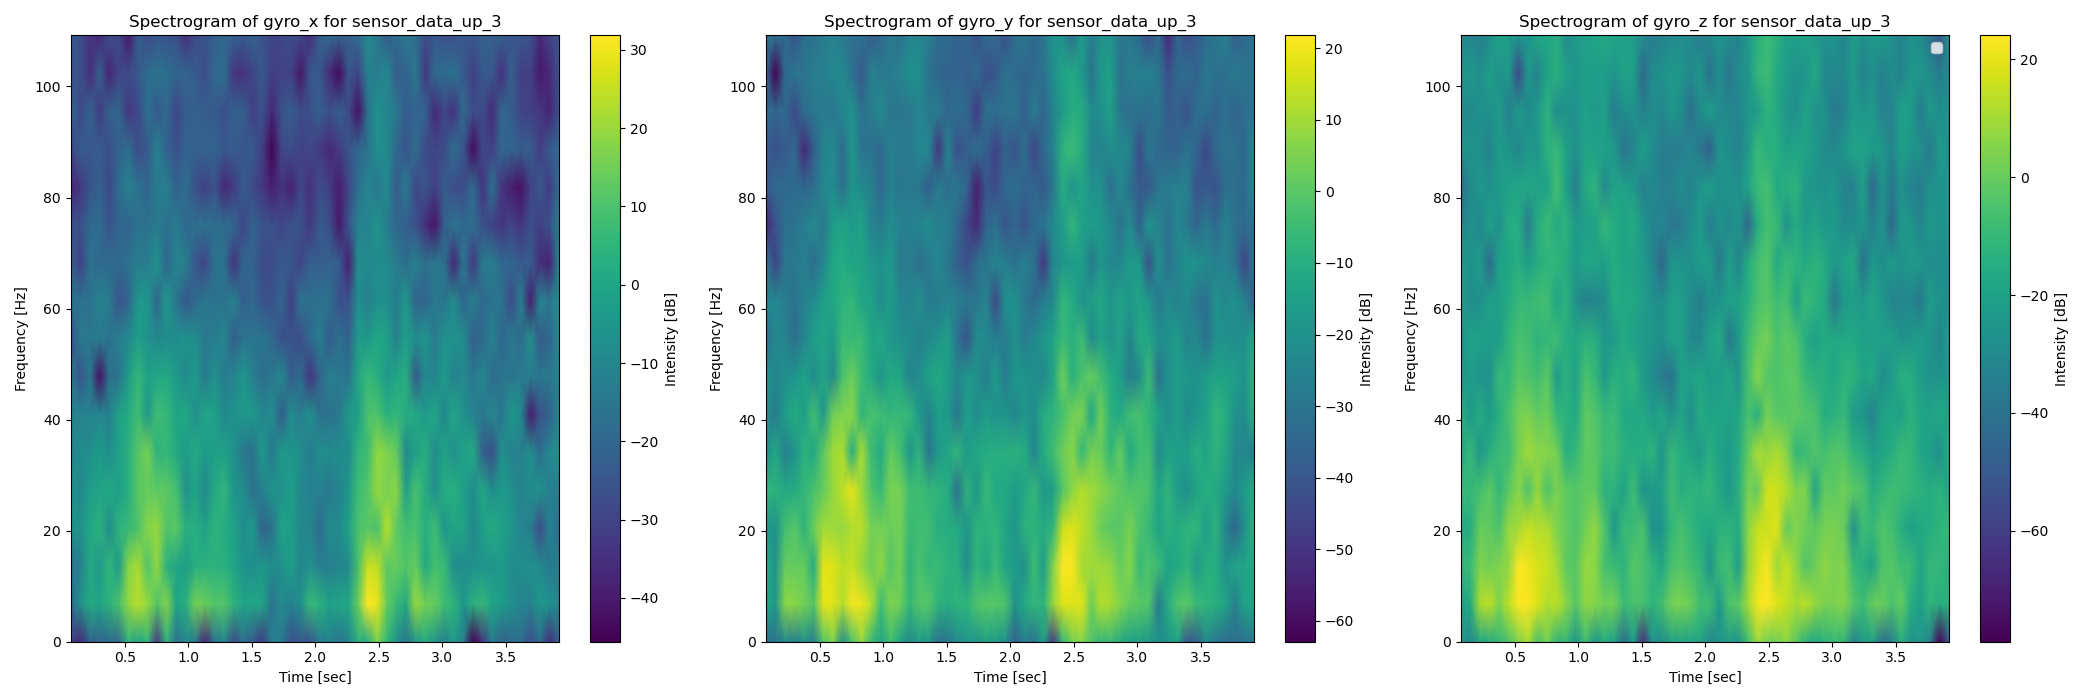 Spectrogram of gyro_x for sensor_data_up_3
Frequency [Hz]
100
80
60
40
20
0
0.5 1.0 1.5 2.0 2.5 3.0 3.5
Time [sec]
30
20
10
0
−10
−20
−30
−40
Intensity [dB]
Spectrogram of gyro_y for sensor_data_up_3
Frequency [Hz]
100
80
60
40
20
0
0.5 1.0 1.5 2.0 2.5 3.0 3.5
Time [sec]
20
10
0
−10
−20
−30
−40
−50
−60
Intensity [dB]
Spectrogram of gyro_z for sensor_data_up_3
Frequency [Hz]
100
80
60
40
20
0
0.5 1.0 1.5 2.0 2.5 3.0 3.5
Time [sec]
20
0
−20
−40
−60
Intensity [dB]